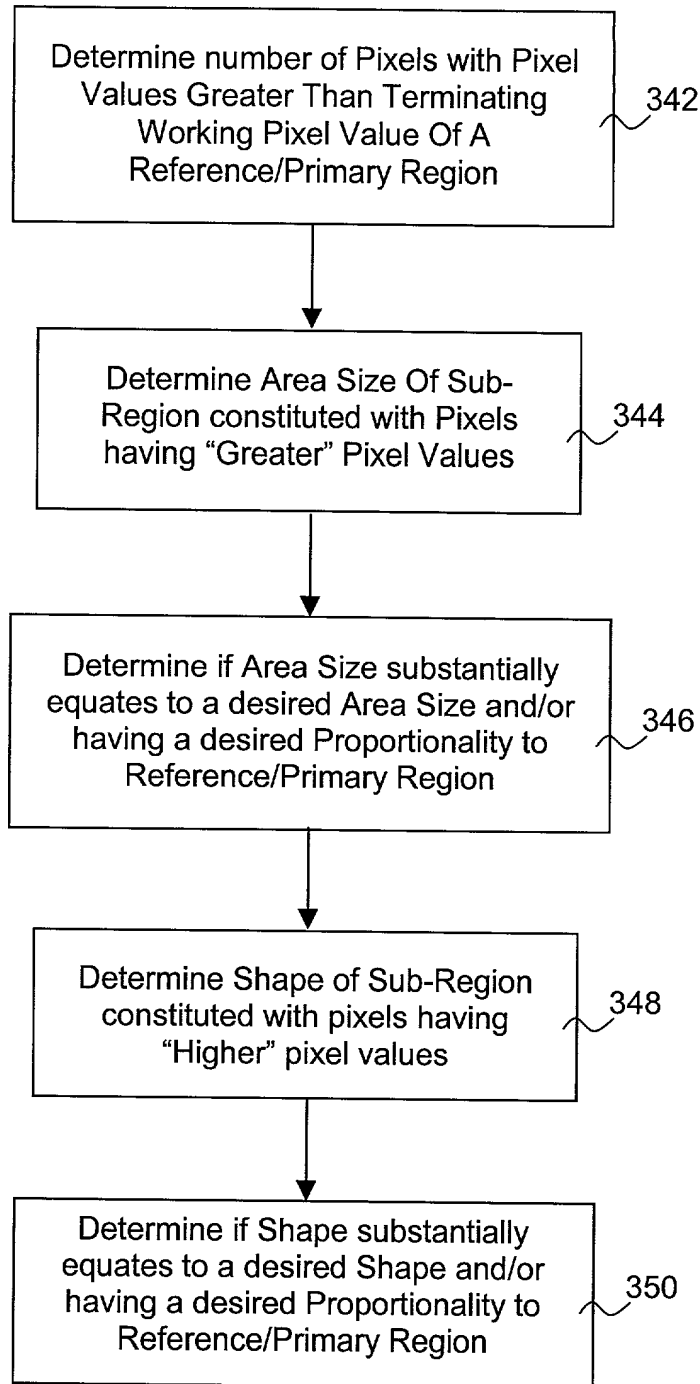 Determine number of Pixels with Pixel
Values Greater Than Terminating
Working Pixel Value Of A
Reference/Primary Region
342
Determine Area Size Of Sub-
Region constituted with Pixels
having “Greater” Pixel Values
344
Determine if Area Size substantially
equates to a desired Area Size and/or
having a desired Proportionality to
Reference/Primary Region
346
Determine Shape of Sub-Region
constituted with pixels having
“Higher” pixel values
348
Determine if Shape substantially
equates to a desired Shape and/or
having a desired Proportionality to
Reference/Primary Region
350